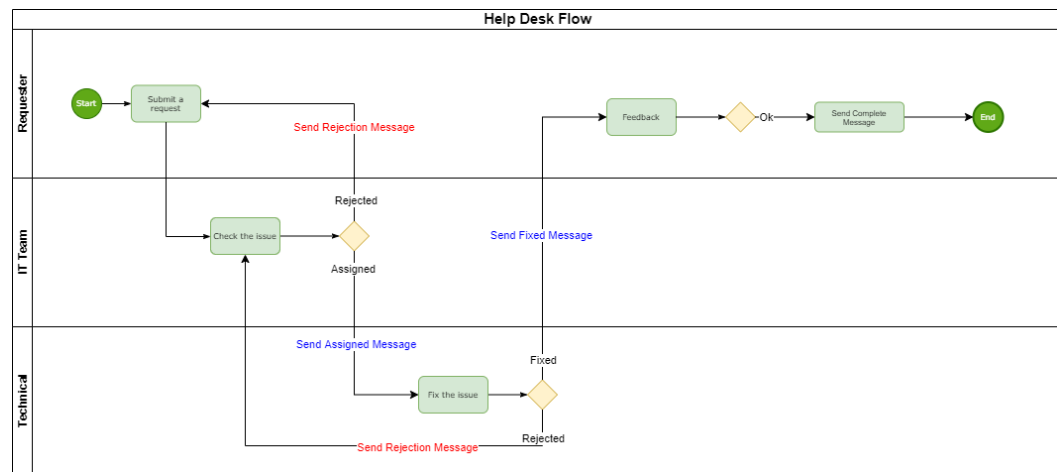 Help Desk Flow
Requester
Start
Submit a
request
Send Rejection Message
Rejected
Feedback
Ok
Send Complete
Message
End
IT Team
Check the issue
Assigned
Send Fixed Message
Technical
Send Assigned Message
Fix the issue
Fixed
Rejected
Send Rejection Message